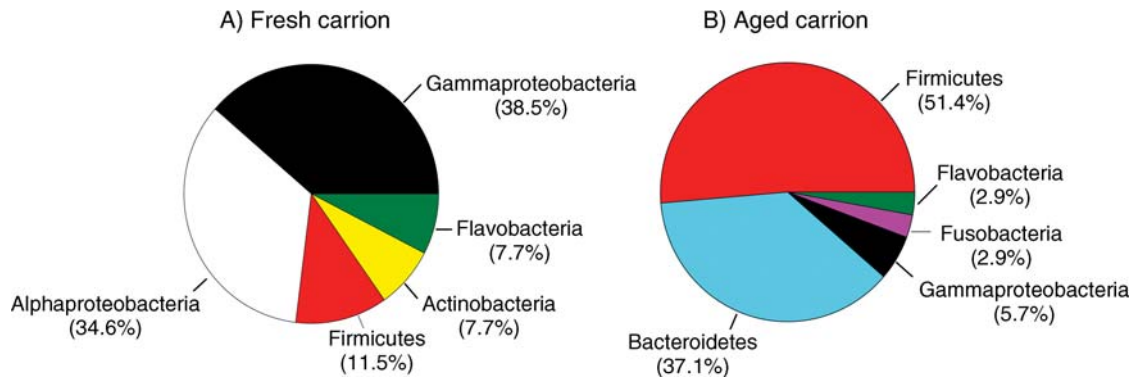 A) Fresh carrion
Gammaproteobacteria
(38.5%)
Flavobacteria
(7.7%)
Actinobacteria
(7.7%)
Firmicutes
(11.5%)
Alphaproteobacteria
(34.6%)
B) Aged carrion
Firmicutes
(51.4%)
Flavobacteria
(2.9%)
Fusobacteria
(2.9%)
Gammaproteobacteria
(5.7%)
Bacteroidetes
(37.1%)